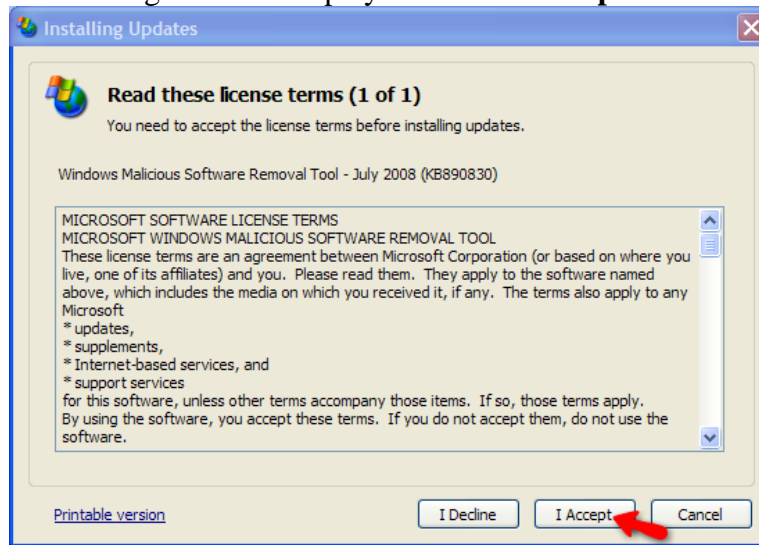 Installing Updates
Read these license terms (1 of 1)
You need to accept the license terms before installing updates.
Windows Malicious Software Removal Tool - July 2008 (KB890830)
MICROSOFT SOFTWARE LICENSE TERMS
MICROSOFT WINDOWS MALICIOUS SOFTWARE REMOVAL TOOL
These license terms are an agreement between Microsoft Corporation (or based on where you
live, one of its affiliates) and you.  Please read them.  They apply to the software named
above, which includes the media on which you received it, if any.  The terms also apply to any
Microsoft
* updates,
* supplements,
* Internet-based services, and
* support services
for this software, unless other terms accompany those items.  If so, those terms apply.
By using the software, you accept these terms.  If you do not accept them, do not use the
software.
Printable version I Decline I Accept Cancel